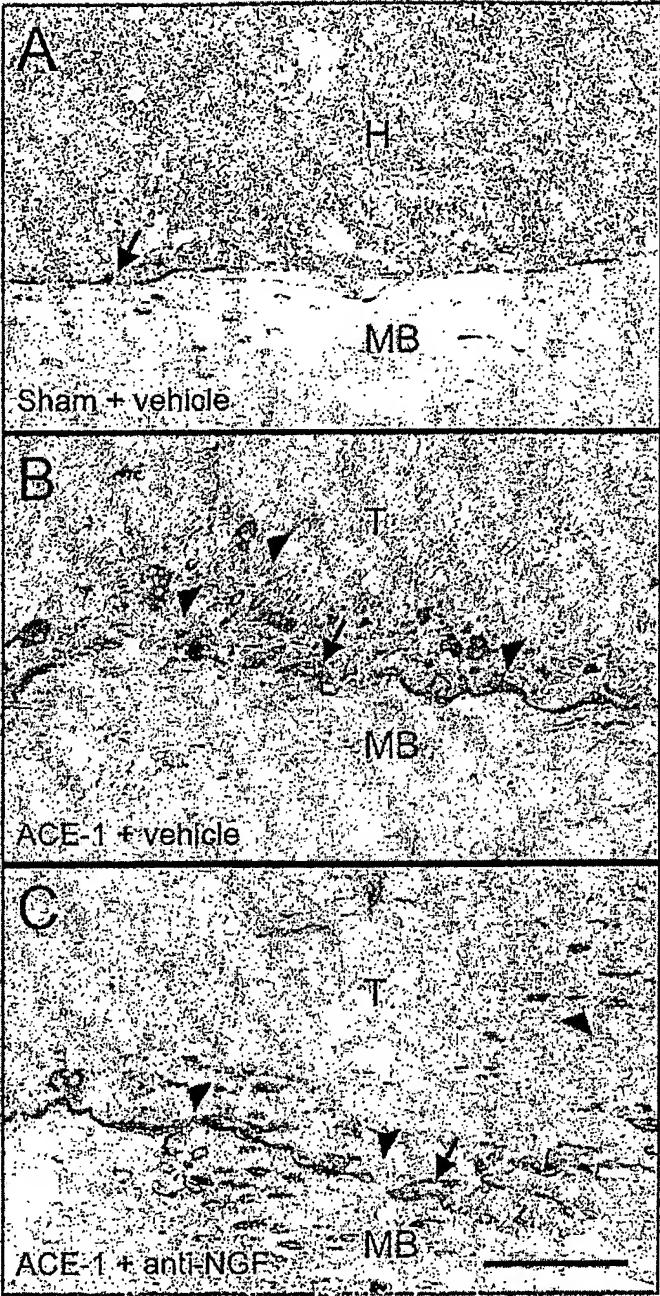 A
H
MB
Sham + vehicle
B
T
MB
ACE-1 + vehicle
C
T
MB
ACE-1 + anti-NGF